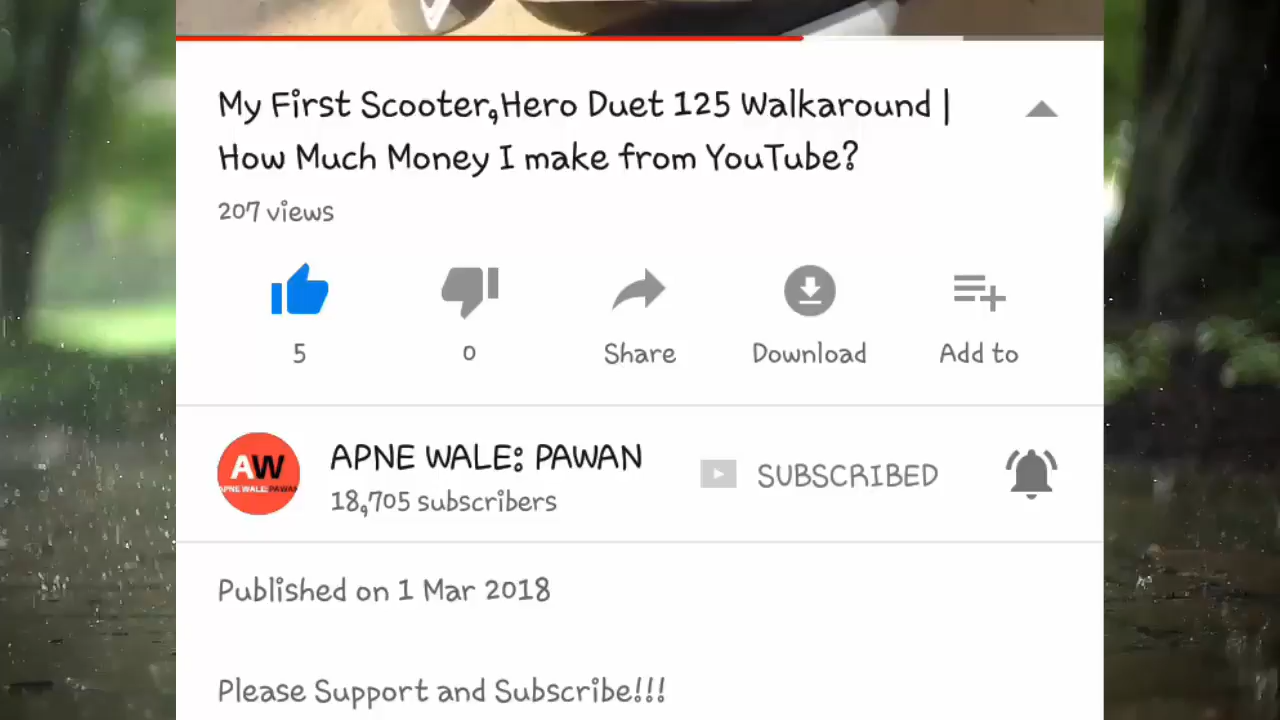 My First Scooter,Hero Duet 125 Walkaround |
How Much Money I make from YouTube?
207 views
5
0
Share
Download
Add to
AW
APNE WALE: PAWAN
APNE WALE: PAWAN
18,705 subscribers
SUBSCRIBED
Published on 1 Mar 2018
Please Support and Subscribe!!!